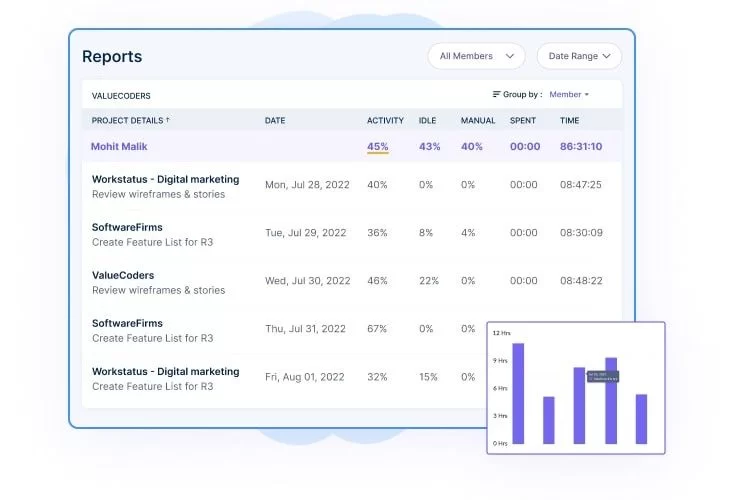 Reports
All Members
Date Range
VALUECODERS
Group by : Member
PROJECT DETAILS ↑ DATE ACTIVITY IDLE MANUAL SPENT TIME
Mohit Malik 45% 43% 40% 00:00 86:31:10
Workstatus - Digital marketing
Review wireframes & stories
Mon, Jul 28, 2022 40% 0% 0% 00:00 08:47:25
SoftwareFirms
Create Feature List for R3
Tue, Jul 29, 2022 36% 8% 4% 00:00 08:30:09
ValueCoders
Review wireframes & stories
Wed, Jul 30, 2022 46% 22% 0% 00:00 08:48:22
SoftwareFirms
Create Feature List for R3
Thu, Jul 31, 2022 67% 0% 0%
Workstatus - Digital marketing
Create Feature List for R3
Fri, Aug 01, 2022 32% 15% 0%
12 Hrs
9 Hrs
6 Hrs
3 Hrs
0 Hrs